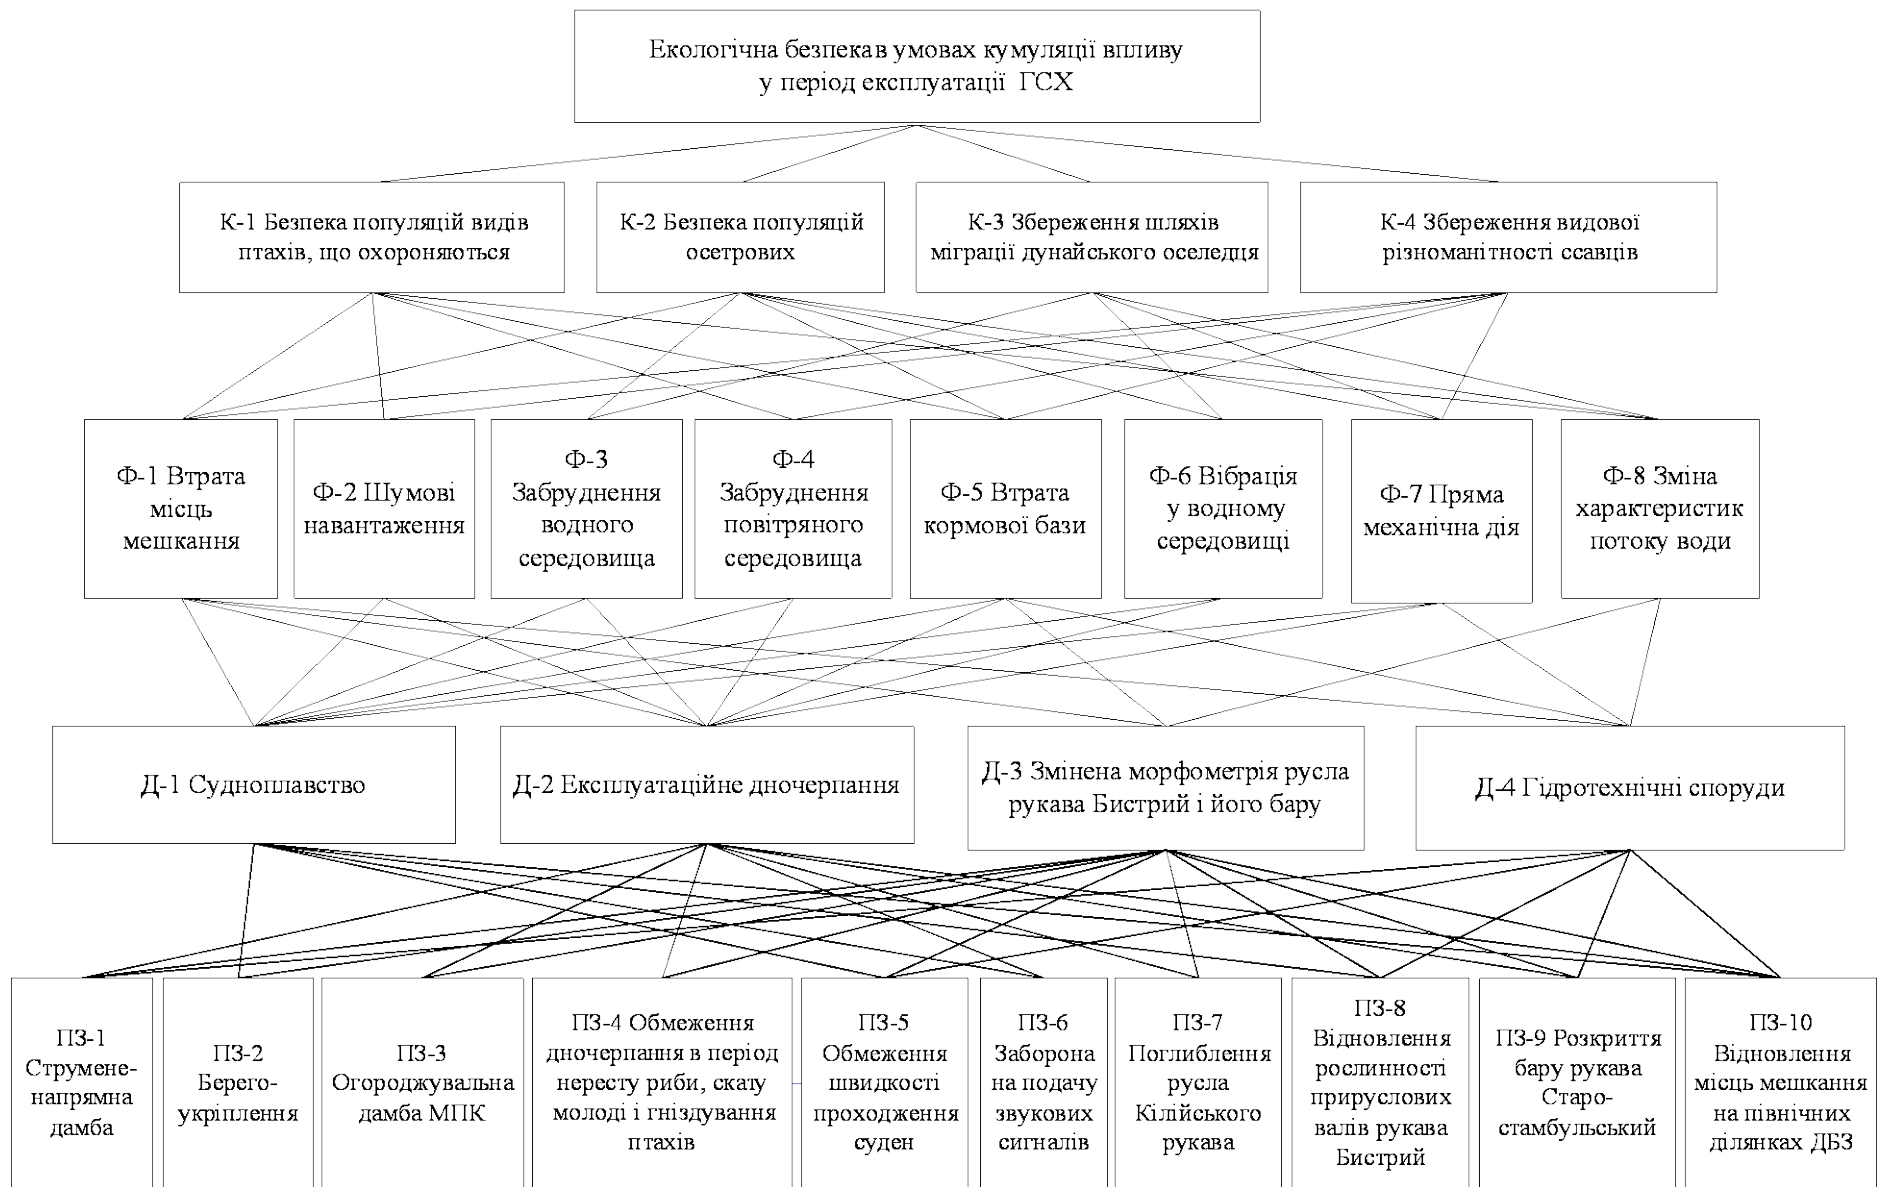 Екологічна безпекав умовах кумуляції впливу
у період експлуатації ГСХ
К-1 Безпека популяцій видів
птахів, що охороняються
К-2 Безпека популяцій
осетрових
К-3 Збереження шляхів
міграції дунайського оселедця
К-4 Збереження видової
різноманітності ссавців
Ф-1 Втрата
місць
мешкання
Ф-2 Шумові
навантаження
Ф-3
Забруднення
водного
середовища
Ф-4
Забруднення
повітряного
середовища
Ф-5 Втрата
кормової бази
Ф-6 Вібрація
у водному
середовищі
Ф-7 Пряма
механічна дія
Ф-8 Зміна
характеристик
потоку води
Д-1 Судноплавство
Д-2 Експлуатаційне дночерпання
Д-3 Змінена морфометрія русла
рукава Бистрий і його бару
Д-4 Гідротехнічні споруди
ПЗ-1
Струмене-
напрямна
дамба
ПЗ-2
Берего-
укріплення
ПЗ-3
Огороджувальна
дамба МПК
ПЗ-4 Обмеження
дночерпання в період
нересту риби, скату
молоді і гніздування
птахів
ПЗ-5
Обмеження
швидкості
проходження
суден
ПЗ-6
Заборона
на подачу
звукових
сигналів
ПЗ-7
Поглиблення
русла
Кілійського
рукава
ПЗ-8
Відновлення
рослинності
прируслових
валів рукава
Бистрий
ПЗ-9 Розкриття
бару рукава
Старо-
стамбульський
ПЗ-10
Відновлення
місць мешкання
на північних
ділянках ДБЗ